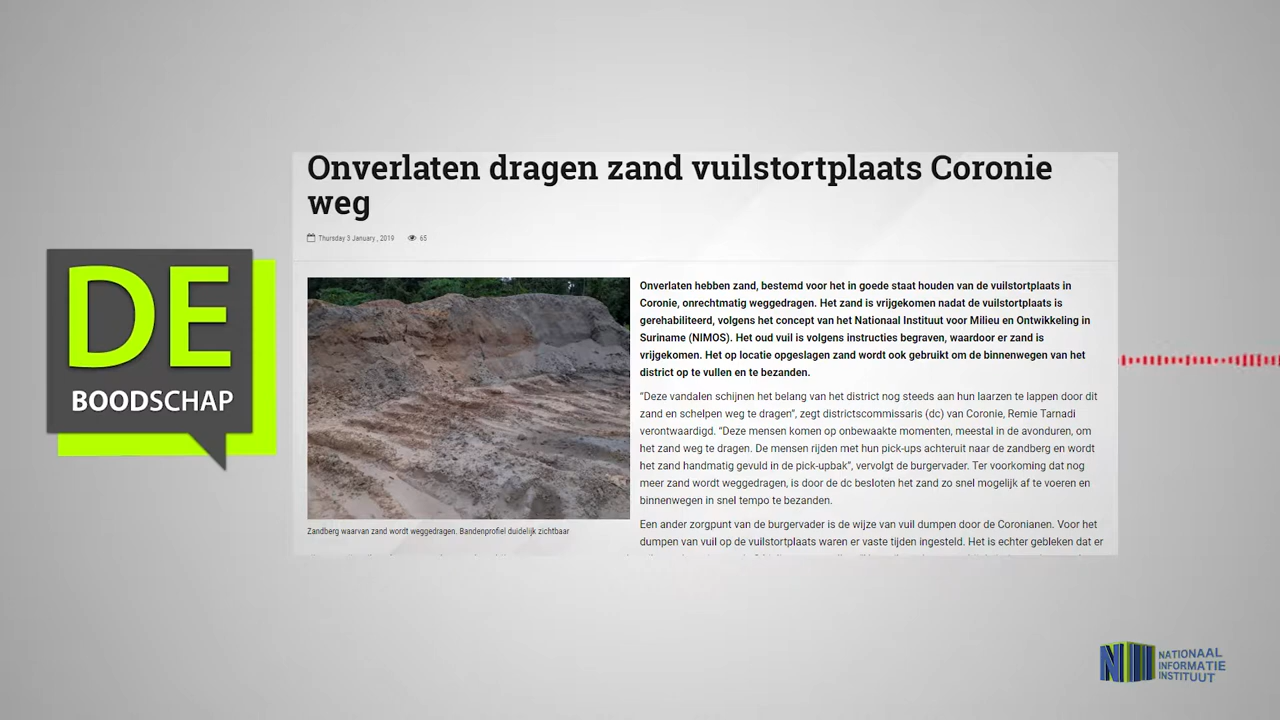 Onverlaten dragen zand vuilstortplaats Coronie
weg
Thursday 3 January , 2019 65
DE
BOODSCHAP
Onverlaten hebben zand, bestemd voor het in goede staat houden van de vuilstortplaats in
Coronie, onrechtmatig weggedragen. Het zand is vrijgekomen nadat de vuilstortplaats is
gerehabiliteerd, volgens het concept van het Nationaal Instituut voor Milieu en Ontwikkeling in
Suriname (NIMOS). Het oud vuil is volgens instructies begraven, waardoor er zand is
vrijgekomen. Het op locatie opgeslagen zand wordt ook gebruikt om de binnenwegen van het
district op te vullen en te bezanden.
“Deze vandalen schijnen het belang van het district nog steeds aan hun laarzen te lappen door dit
zand en schelpen weg te dragen”, zegt districtscommissaris (dc) van Coronie, Remie Tarnadi
verontwaardigd. “Deze mensen komen op onbewaakte momenten, meestal in de avonduren, om
het zand weg te dragen. De mensen rijden met hun pick-ups achteruit naar de zandberg en wordt
het zand handmatig gevuld in de pick-upbak”, vervolgt de burgervader. Ter voorkoming dat nog
meer zand wordt weggedragen, is door de dc besloten het zand zo snel mogelijk af te voeren en
binnenwegen in snel tempo te bezanden.
Zandberg waarvan zand wordt weggedragen. Bandenprofiel duidelijk zichtbaar
Een ander zorgpunt van de burgervader is de wijze van vuil dumpen door de Coronianen. Voor het
dumpen van vuil op de vuilstortplaats waren er vaste tijden ingesteld. Het is echter gebleken dat er
NII NATIONAAL
INFORMATIE
INSTITUUT